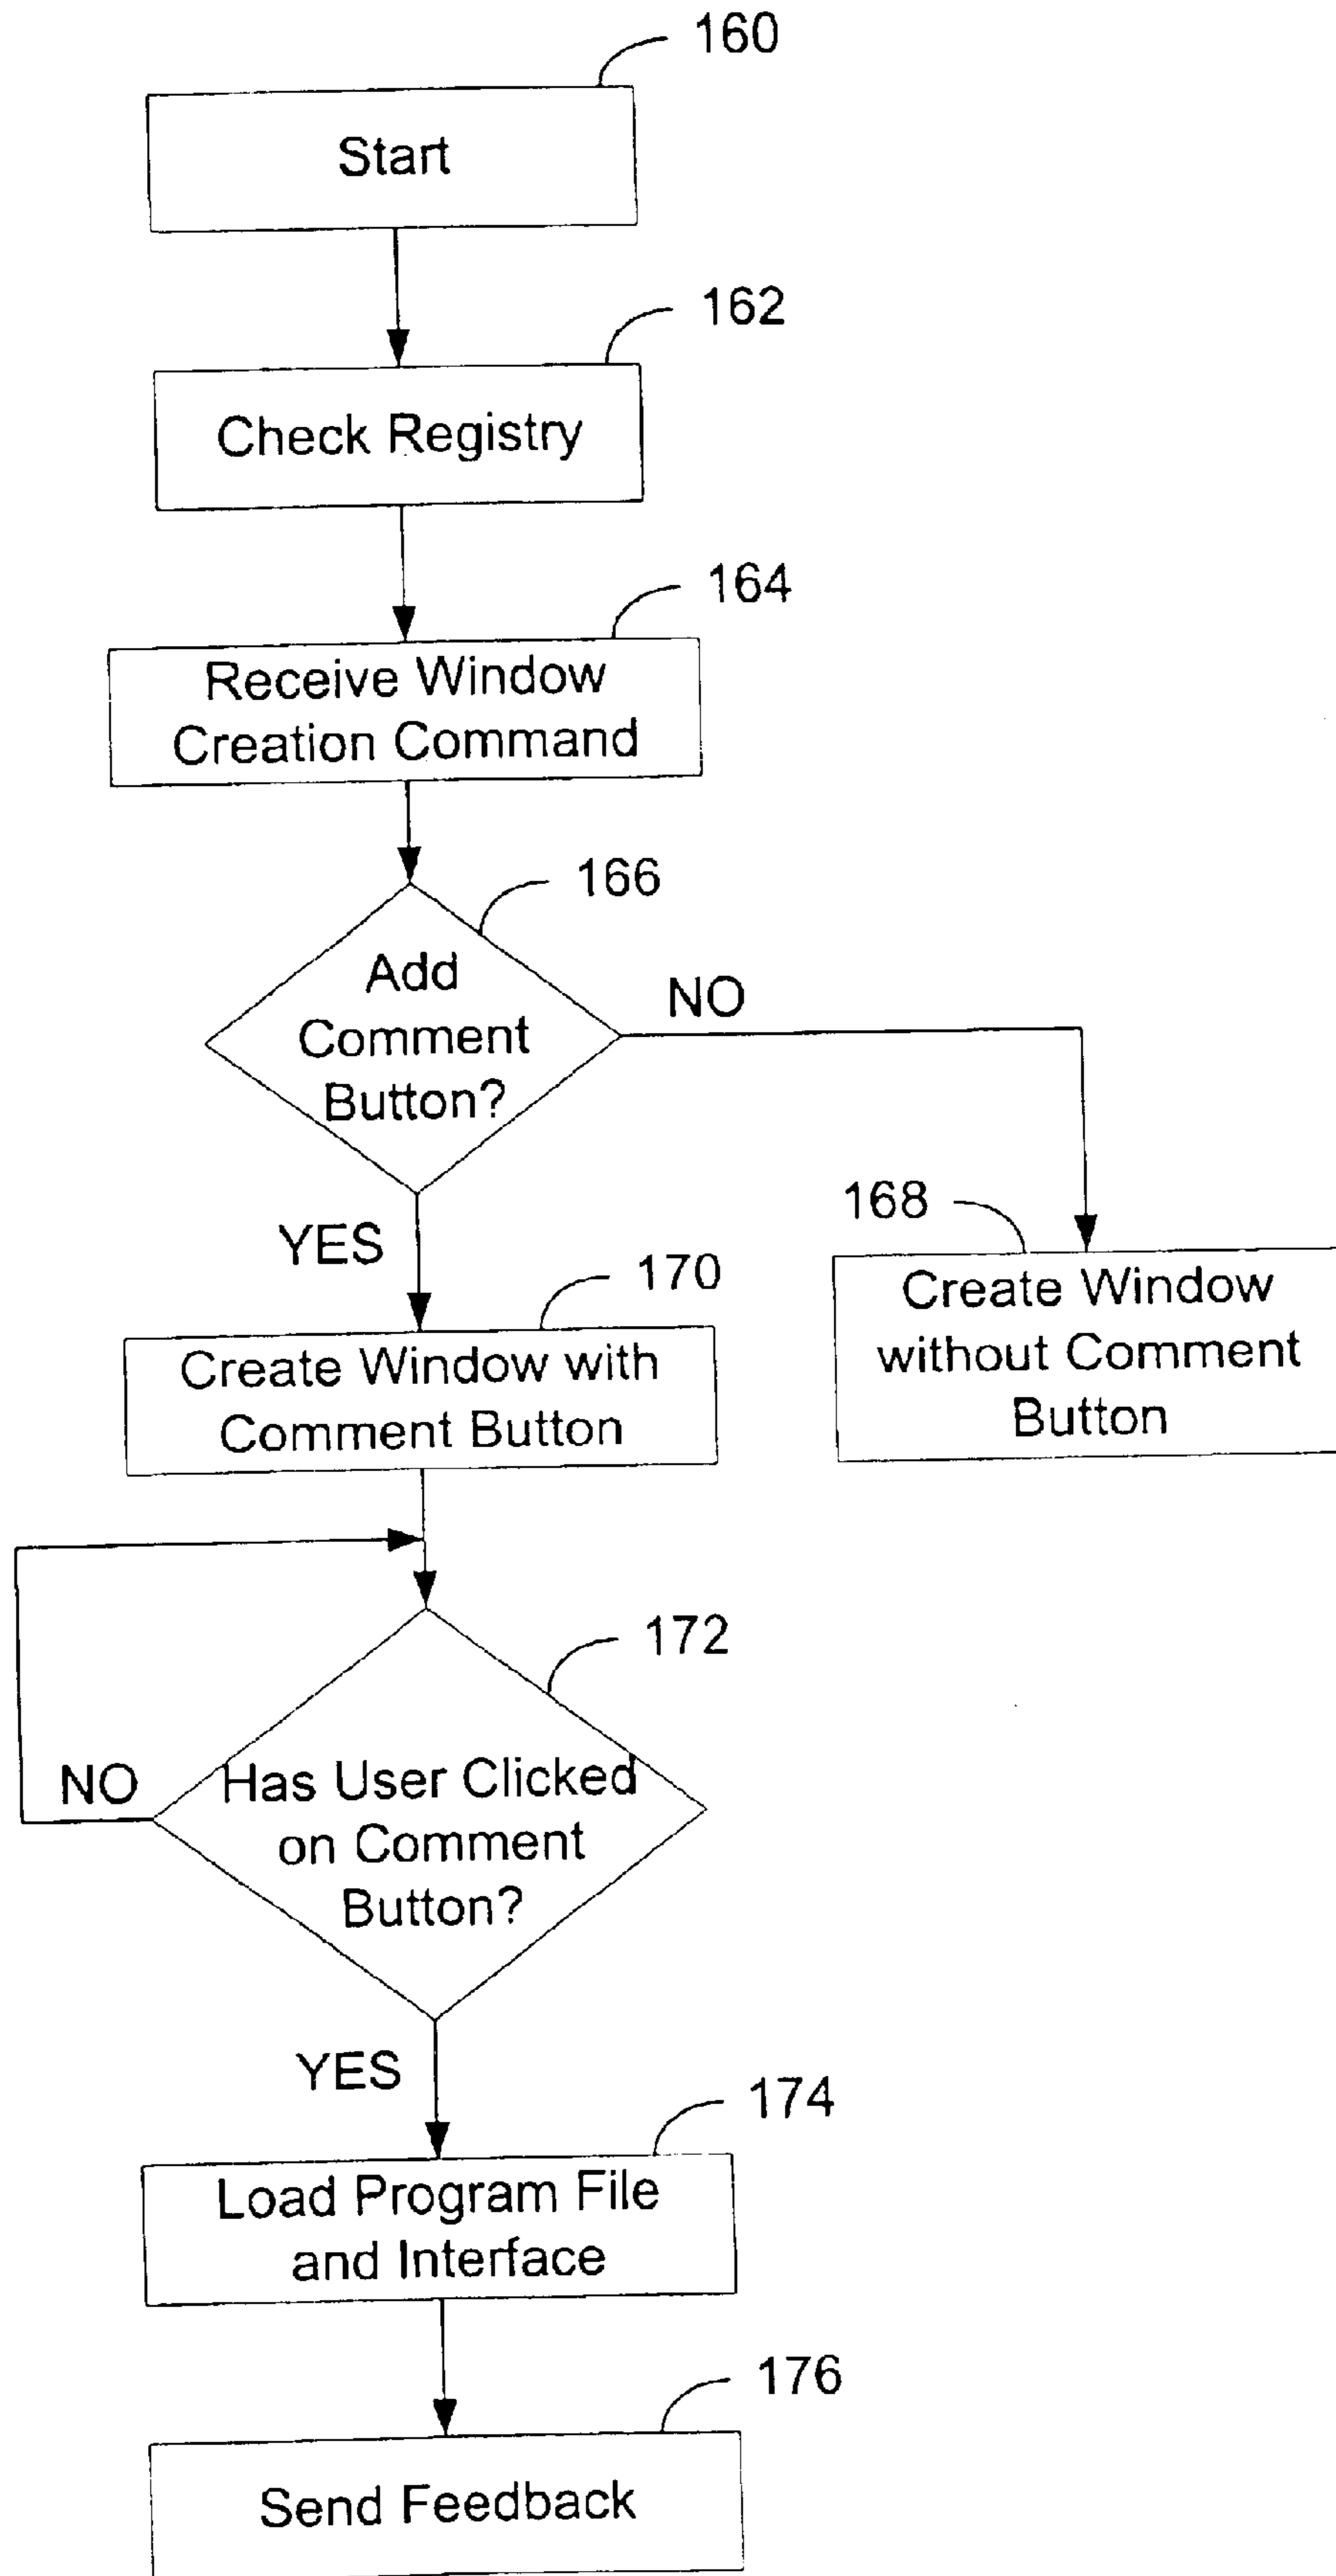 160
Start
162
Check Registry
164
Receive Window
Creation Command
166
Add
Comment
Button?
NO
YES
168
Create Window
without Comment
Button
170
Create Window with
Comment Button
172
Has User Clicked
on Comment
Button?
NO
YES
174
Load Program File
and Interface
176
Send Feedback